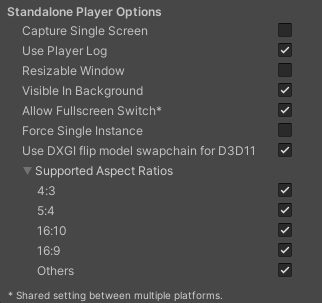 Standalone Player Options
Capture Single Screen
Use Player Log
Resizable Window
Visible In Background
Allow Fullscreen Switch*
Force Single Instance
Use DXGI flip model swapchain for D3D11
Supported Aspect Ratios
4:3
5:4
16:10
16:9
Others
* Shared setting between multiple platforms.